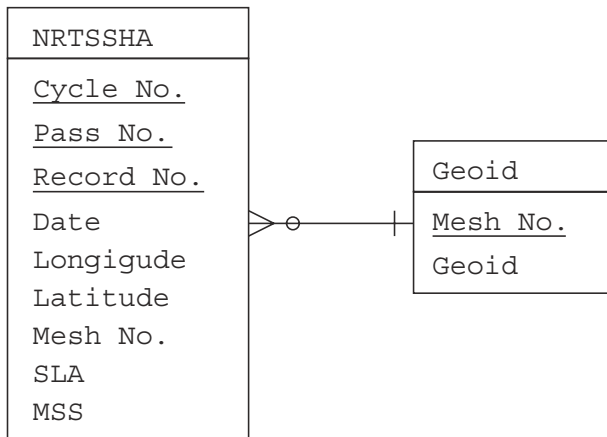 NRTSSHA
Cycle No.
Pass No.
Record No.
Date
Longigude
Latitude
Mesh No.
SLA
MSS
Geoid
Mesh No.
Geoid